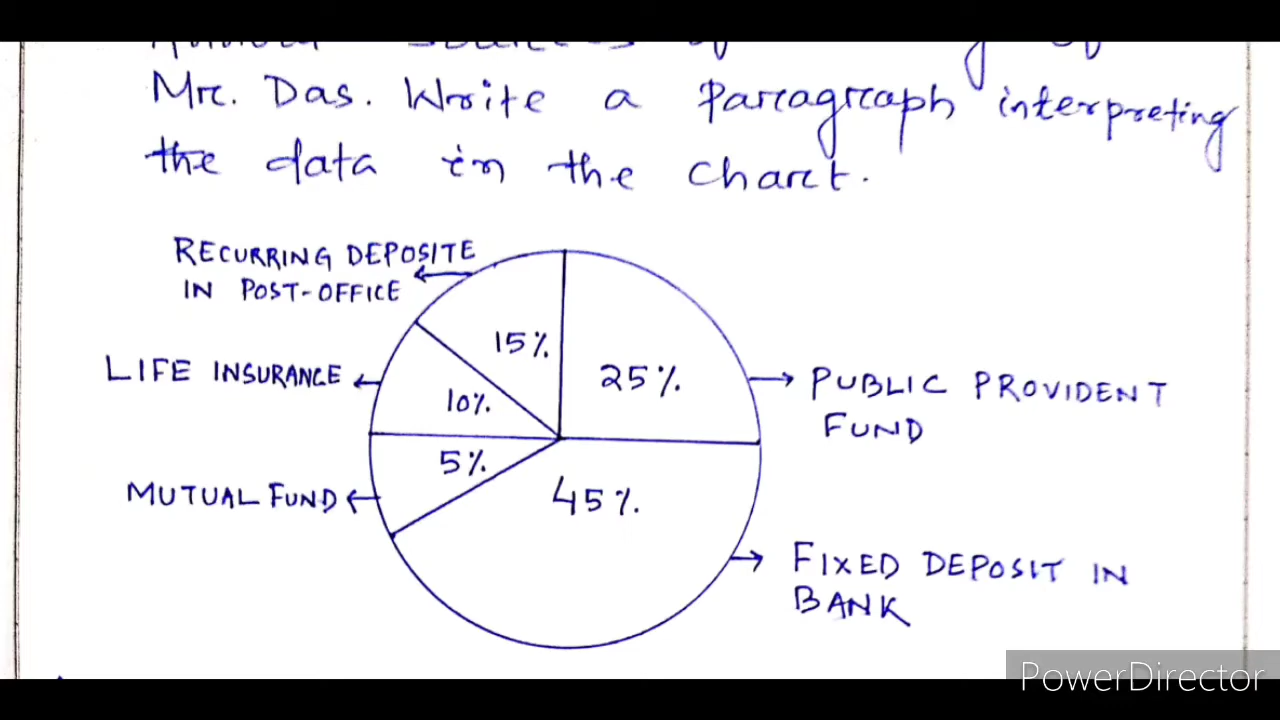 Mr. Das. Write a Paragraph interpreting
the data in the Chart.
RECURRING DEPOSITE
IN POST-OFFICE
15%
25%
LIFE INSURANCE
PUBLIC PROVIDENT
FUND
10%
5%
MUTUAL FUND
45%
FIXED DEPOSIT IN
BANK
PowerDirector